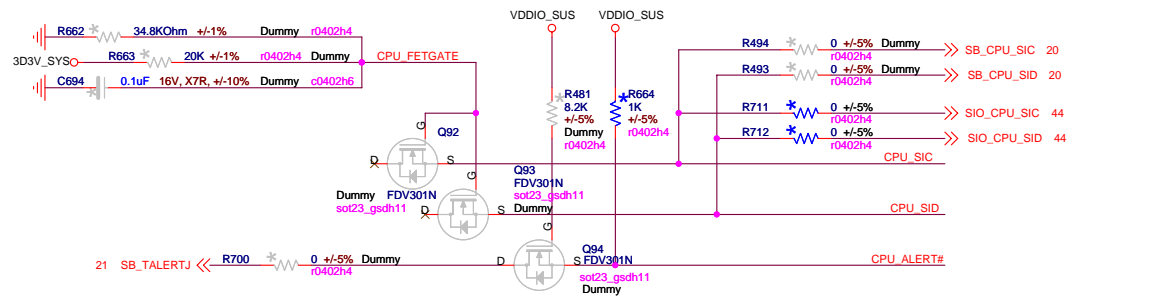 VDDIO_SUS VDDIO_SUS
R662 34.8KOhm +/-1% Dummy r0402h4
3D3V_SYS R663 20K +/-1% r0402h4 Dummy CPU_FETGATE
C694 0.1uF 16V, X7R, +/-10% Dummy c0402h6
R494 0 +/-5% Dummy SB_CPU_SIC 20
r0402h4
R493 0 +/-5% Dummy SB_CPU_SID 20
r0402h4
R481 R664
8.2K 1K
+/-5% +/-5%
Dummy r0402h4
r0402h4
R711 0 +/-5% SIO_CPU_SIC 44
r0402h4
R712 0 +/-5% SIO_CPU_SID 44
r0402h4
G Q92
D S CPU_SIC
Dummy FDV301N
sot23_gsdh11
G Q93
FDV301N
sot23_gsdh11
D S Dummy CPU_SID
G Q94
21 SB_TALERTJ R700 0 +/-5% Dummy D S FDV301N CPU_ALERT#
r0402h4
sot23_gsdh11
Dummy